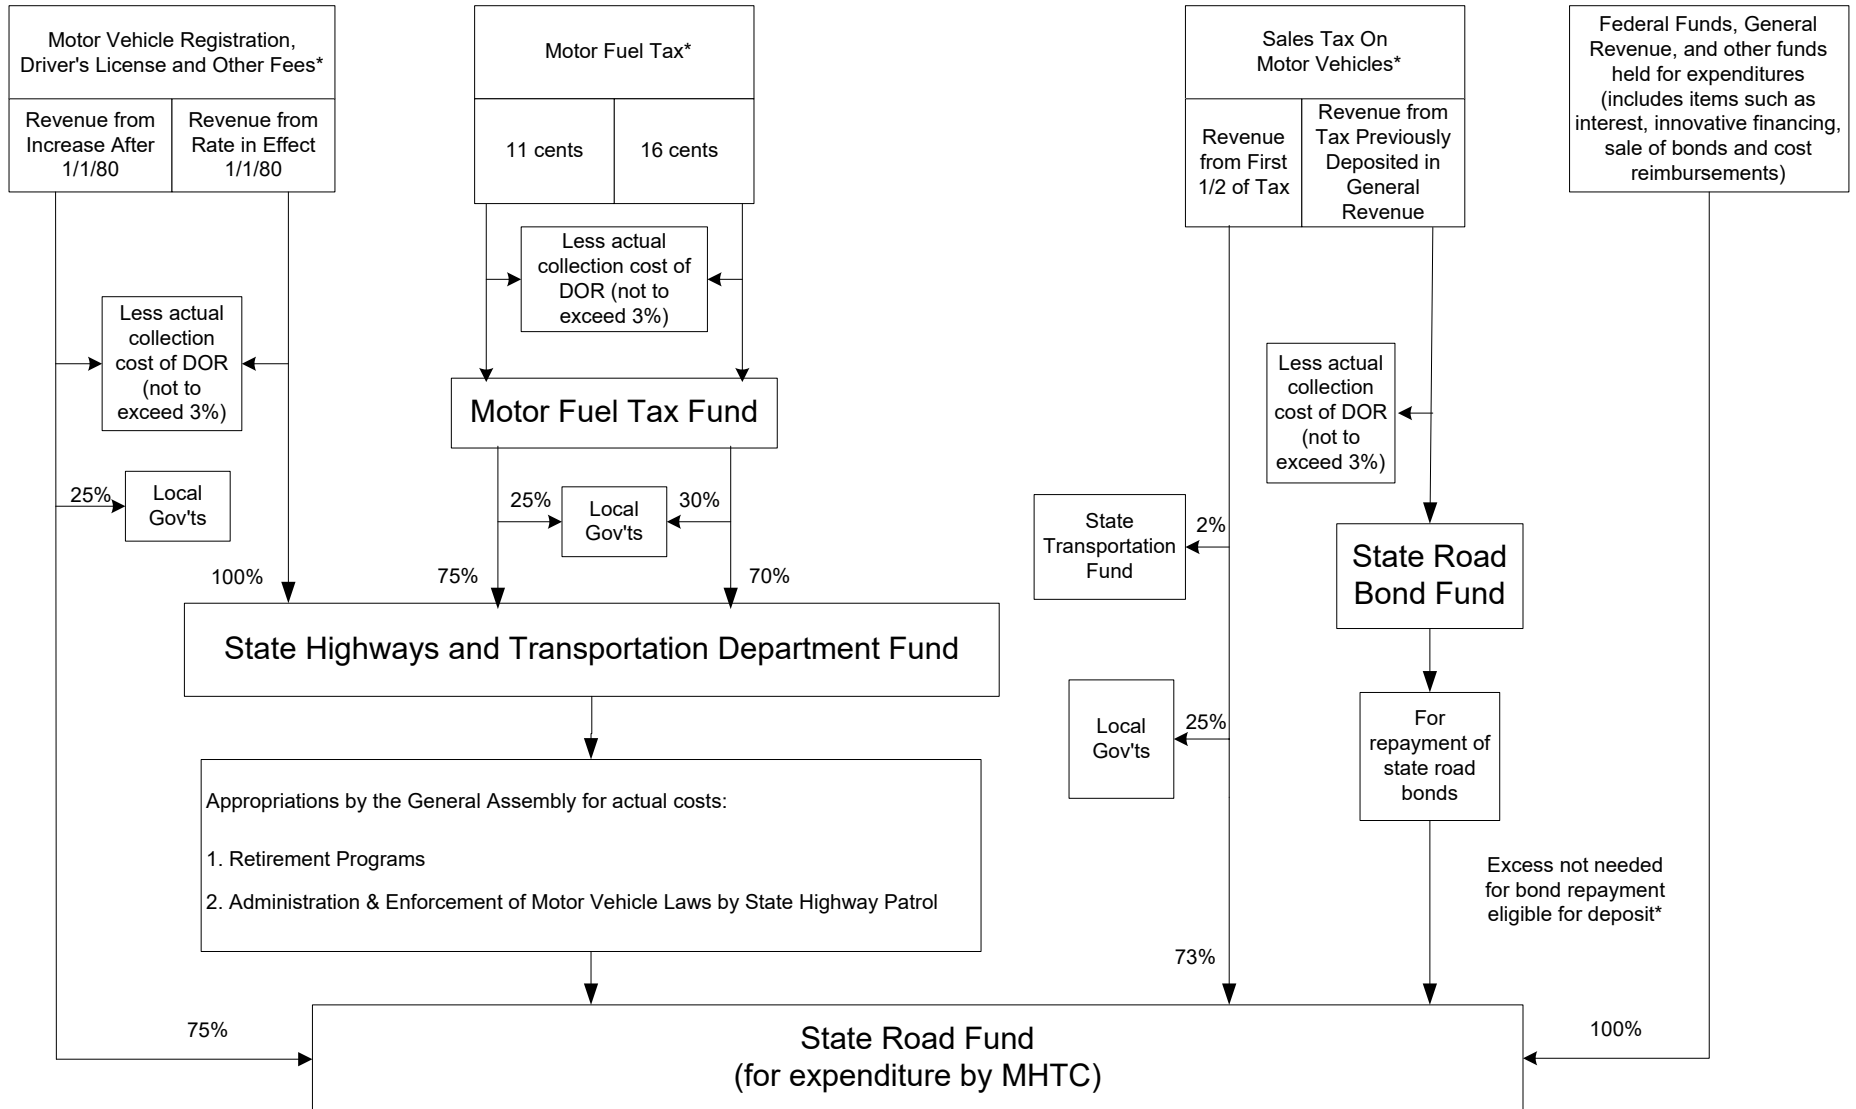 Motor Vehicle Registration,
Driver's License and Other Fees*
Revenue from
Increase After
1/1/80
Revenue from
Rate in Effect
1/1/80
Motor Fuel Tax*
11 cents
16 cents
Sales Tax On
Motor Vehicles*
Revenue
from First
1/2 of Tax
Revenue from
Tax Previously
Deposited in
General
Revenue
Federal Funds, General
Revenue, and other funds
held for expenditures
(includes items such as
interest, innovative financing,
sale of bonds and cost
reimbursements)
Less actual
collection
cost of DOR
(not to
exceed 3%)
Less actual
collection cost of
DOR (not to
exceed 3%)
Less actual
collection
cost of DOR
(not to
exceed 3%)
Motor Fuel Tax Fund
25%
Local
Gov'ts
25%
Local
Gov'ts
30%
State
Transportation
Fund
2%
State Road
Bond Fund
100%
75%
70%
State Highways and Transportation Department Fund
Local
Gov'ts
25%
For
repayment of
state road
bonds
Appropriations by the General Assembly for actual costs:
1. Retirement Programs
2. Administration & Enforcement of Motor Vehicle Laws by State Highway Patrol
Excess not needed
for bond repayment
eligible for deposit*
73%
75%
100%
State Road Fund
(for expenditure by MHTC)